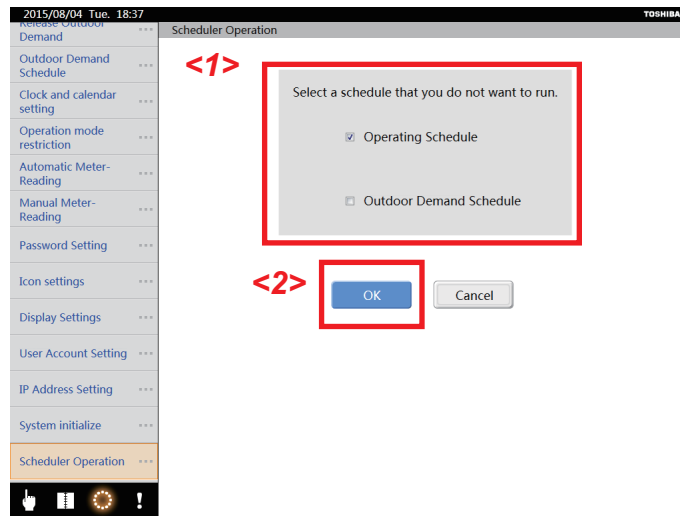 2015/08/04 Tue. 18:37
TOSHIBA
Release Outdoor
Demand
Outdoor Demand
Schedule
Clock and calendar
setting
Operation mode
restriction
Automatic Meter-
Reading
Manual Meter-
Reading
Password Setting
Icon settings
Display Settings
User Account Setting
IP Address Setting
System initialize
Scheduler Operation
Scheduler Operation
<1>
Select a schedule that you do not want to run.
Operating Schedule
Outdoor Demand Schedule
<2>
OK
Cancel